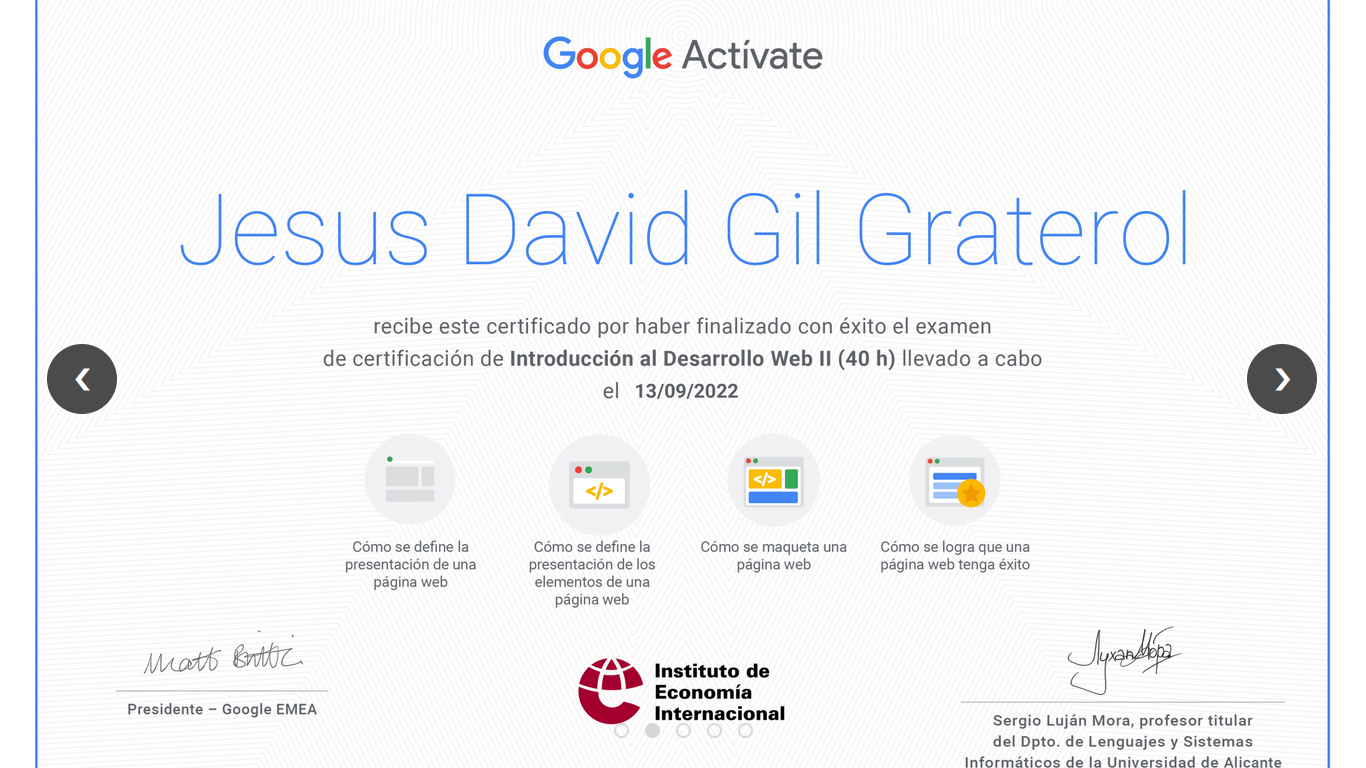 Google Actívate
Jesus David Gil Graterol
recibe este certificado por haber finalizado con éxito el examen
de certificación de Introducción al Desarrollo Web II (40 h) llevado a cabo
el 13/09/2022
</>
</>
Cómo se define la
presentación de una
página web
Cómo se define la
presentación de los
elementos de una
página web
Cómo se maqueta una
página web
Cómo se logra que una
página web tenga éxito
Matt Brittin
Presidente – Google EMEA
Instituto de
Economía
Internacional
Sergio Luján Mora, profesor titular
del Dpto. de Lenguajes y Sistemas
Informáticos de la Universidad de Alicante